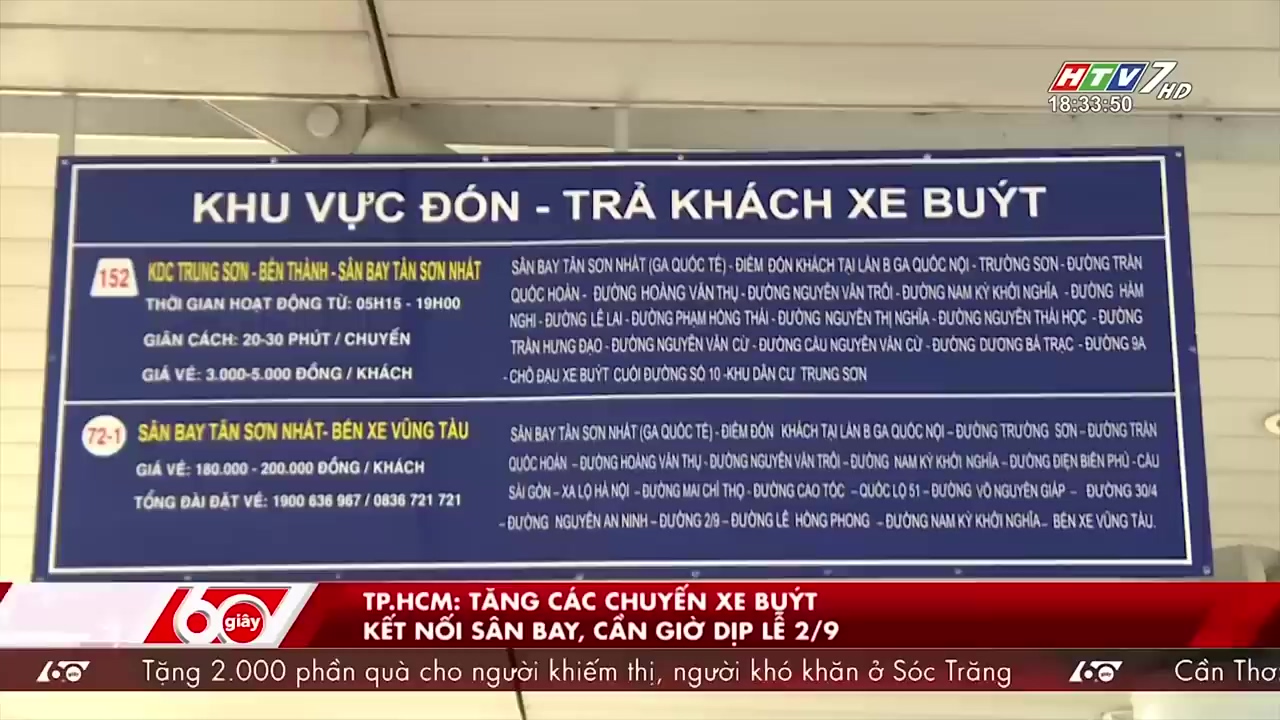 HTV7 HD
18:33:50
KHU VỰC ĐÓN - TRẢ KHÁCH XE BUÝT
152 KDC TRUNG SƠN - BẾN THÀNH - SÂN BAY TÂN SƠN NHẤT
THỜI GIAN HOẠT ĐỘNG TỪ: 05H15 - 19H00
GIÃN CÁCH: 20-30 PHÚT / CHUYẾN
GIÁ VÉ: 3.000-5.000 ĐỒNG / KHÁCH
SÂN BAY TÂN SƠN NHẤT (GA QUỐC TẾ) - ĐIỂM ĐÓN KHÁCH TẠI LÀN B GA QUỐC NỘI - TRƯỜNG SƠN - ĐƯỜNG TRẦN
QUỐC HOÀN - ĐƯỜNG HOÀNG VĂN THỤ - ĐƯỜNG NGUYỄN VĂN TRỖI - ĐƯỜNG NAM KỲ KHỞI NGHĨA - ĐƯỜNG HÀM
NGHI - ĐƯỜNG LÊ LAI - ĐƯỜNG PHẠM HỒNG THÁI - ĐƯỜNG NGUYỄN THỊ NGHĨA - ĐƯỜNG NGUYỄN THÁI HỌC - ĐƯỜNG
TRẦN HƯNG ĐẠO - ĐƯỜNG NGUYỄN VĂN CỪ - ĐƯỜNG CẦU NGUYỄN VĂN CỪ - ĐƯỜNG DƯƠNG BÁ TRẠC - ĐƯỜNG 9A
- CHỖ ĐẬU XE BUÝT CUỐI ĐƯỜNG SỐ 10 -KHU DÂN CƯ TRUNG SƠN
72-1 SÂN BAY TÂN SƠN NHẤT- BẾN XE VŨNG TÀU
GIÁ VÉ: 180.000 - 200.000 ĐỒNG / KHÁCH
TỔNG ĐÀI ĐẶT VÉ: 1900 636 967 / 0836 721 721
SÂN BAY TÂN SƠN NHẤT (GA QUỐC TẾ) - ĐIỂM ĐÓN KHÁCH TẠI LÀN B GA QUỐC NỘI – ĐƯỜNG TRƯỜNG SƠN - ĐƯỜNG TRẦN
QUỐC HOÀN – ĐƯỜNG HOÀNG VĂN THỤ - ĐƯỜNG NGUYỄN VĂN TRỖI – ĐƯỜNG NAM KỲ KHỞI NGHĨA – ĐƯỜNG ĐIỆN BIÊN PHỦ - CẦU
SÀI GÒN – XA LỘ HÀ NỘI – ĐƯỜNG MAI CHÍ THỌ - ĐƯỜNG CAO TỐC – QUỐC LỘ 51 – ĐƯỜNG VÕ NGUYÊN GIÁP – ĐƯỜNG 30/4
– ĐƯỜNG NGUYỄN AN NINH – ĐƯỜNG 2/9 – ĐƯỜNG LÊ HỒNG PHONG – ĐƯỜNG NAM KỲ KHỞI NGHĨA – BẾN XE VŨNG TÀU.
60 giây
TP.HCM: TĂNG CÁC CHUYẾN XE BUÝT
KẾT NỐI SÂN BAY, CẦN GIỜ DỊP LỄ 2/9
60 giây Tặng 2.000 phần quà cho người khiếm thị, người khó khăn ở Sóc Trăng 60 giây Cần Thơ: